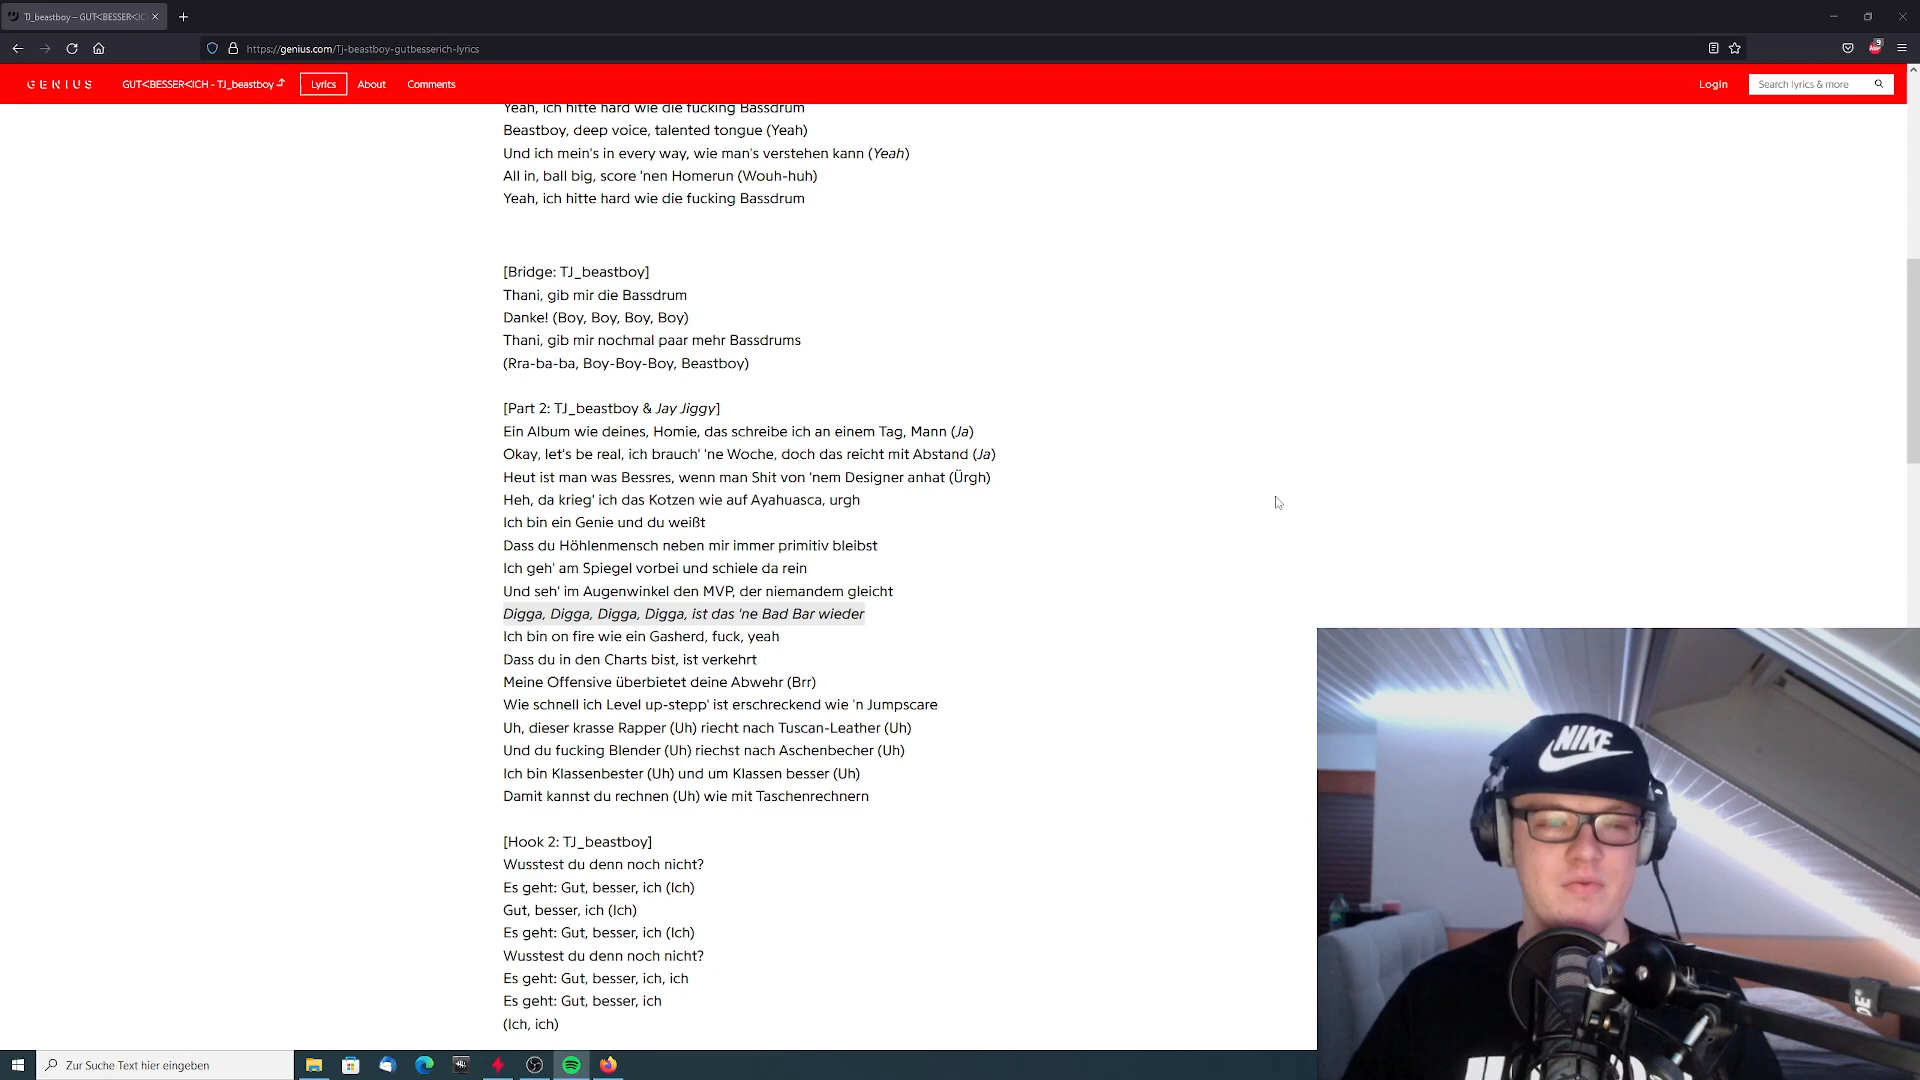 TJ_beastboy – GUT<BESSER<IC
https://genius.com/Tj-beastboy-gutbesserich-lyrics
GENIUS
GUT<BESSER<ICH - TJ_beastboy
Lyrics
About
Comments
Login
Search lyrics & more
Yeah, ich hitte hard wie die fucking Bassdrum
Beastboy, deep voice, talented tongue (Yeah)
Und ich mein's in every way, wie man's verstehen kann (Yeah)
All in, ball big, score 'nen Homerun (Wouh-huh)
Yeah, ich hitte hard wie die fucking Bassdrum
[Bridge: TJ_beastboy]
Thani, gib mir die Bassdrum
Danke! (Boy, Boy, Boy, Boy)
Thani, gib mir nochmal paar mehr Bassdrums
(Rra-ba-ba, Boy-Boy-Boy, Beastboy)
[Part 2: TJ_beastboy & Jay Jiggy]
Ein Album wie deines, Homie, das schreibe ich an einem Tag, Mann (Ja)
Okay, let's be real, ich brauch' 'ne Woche, doch das reicht mit Abstand (Ja)
Heut ist man was Bessres, wenn man Shit von 'nem Designer anhat (Ürgh)
Heh, da krieg' ich das Kotzen wie auf Ayahuasca, urgh
Ich bin ein Genie und du weißt
Dass du Höhlenmensch neben mir immer primitiv bleibst
Ich geh' am Spiegel vorbei und schiele da rein
Und seh' im Augenwinkel den MVP, der niemandem gleicht
Digga, Digga, Digga, Digga, ist das 'ne Bad Bar wieder
Ich bin on fire wie ein Gasherd, fuck, yeah
Dass du in den Charts bist, ist verkehrt
Meine Offensive überbietet deine Abwehr (Brr)
Wie schnell ich Level up-stepp' ist erschreckend wie 'n Jumpscare
Uh, dieser krasse Rapper (Uh) riecht nach Tuscan-Leather (Uh)
Und du fucking Blender (Uh) riechst nach Aschenbecher (Uh)
Ich bin Klassenbester (Uh) und um Klassen besser (Uh)
Damit kannst du rechnen (Uh) wie mit Taschenrechnern
[Hook 2: TJ_beastboy]
Wusstest du denn noch nicht?
Es geht: Gut, besser, ich (Ich)
Gut, besser, ich (Ich)
Es geht: Gut, besser, ich (Ich)
Wusstest du denn noch nicht?
Es geht: Gut, besser, ich, ich
Es geht: Gut, besser, ich
(Ich, ich)
NIKE
Zur Suche Text hier eingeben